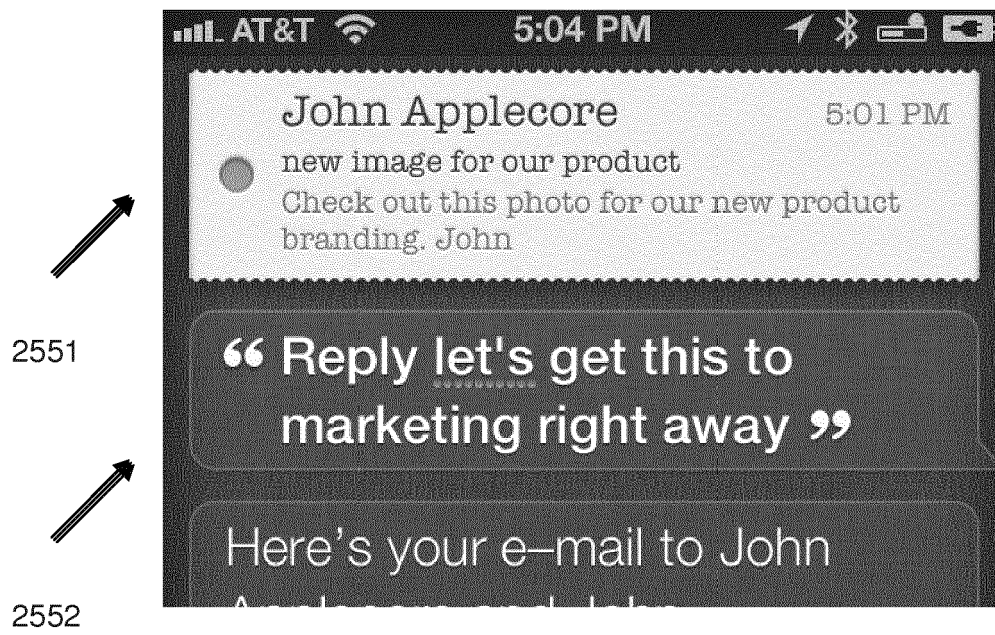 AT&T 5:04 PM
John Applecore 5:01 PM
new image for our product
Check out this photo for our new product
branding. John
2551
“ Reply let's get this to
marketing right away ”
Here's your e–mail to John
2552